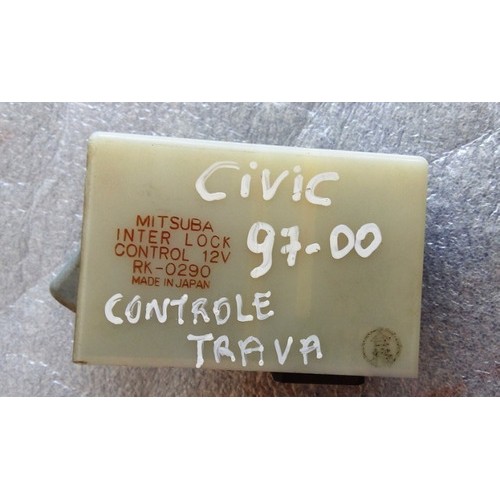 CIVIC
97-00
MITSUBA
INTER LOCK
CONTROL 12V
RK-0290
MADE IN JAPAN
CONTROLE
TRAVA